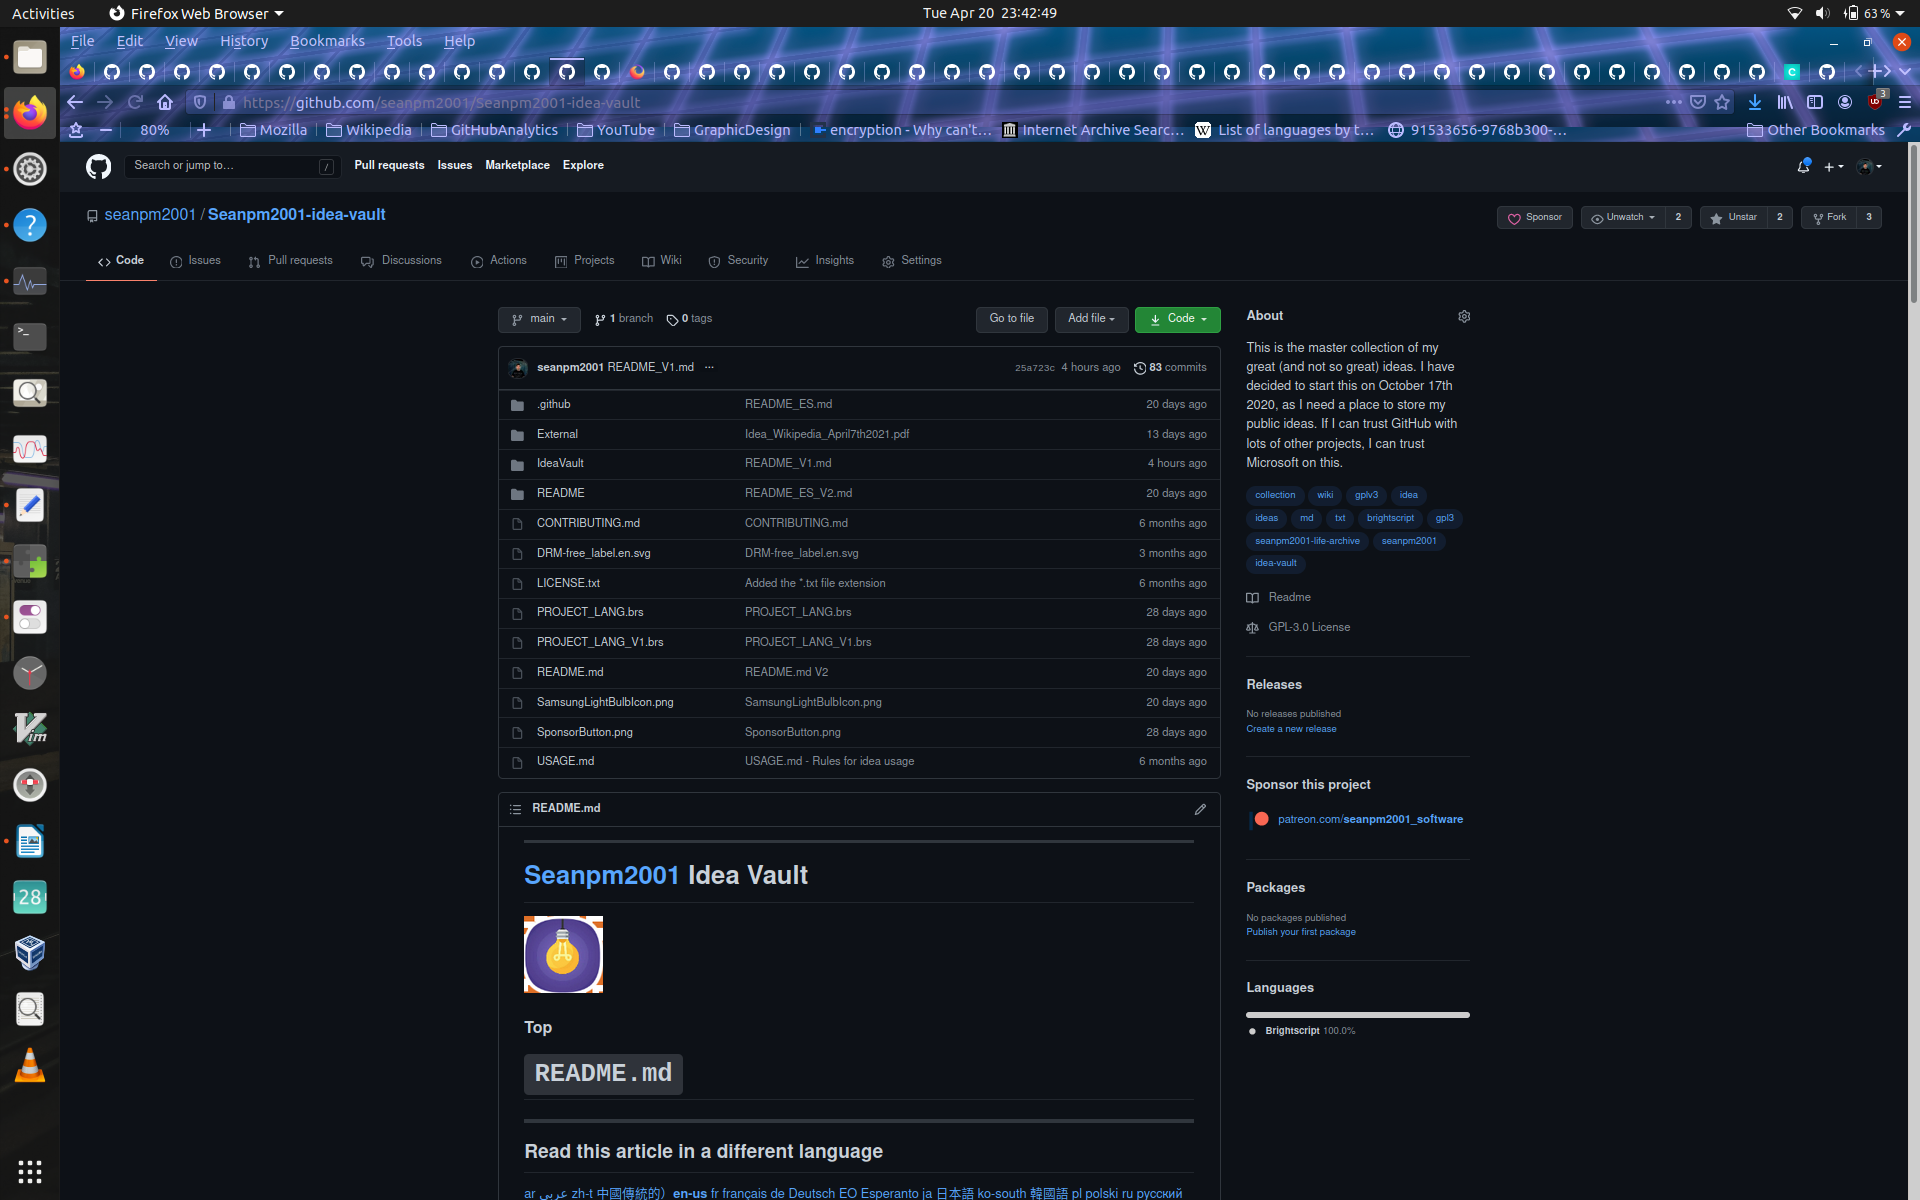 Activities Firefox Web Browser Tue Apr 20 23:42:49 63 %
File Edit View History Bookmarks Tools Help
https://github.com/seanpm2001/Seanpm2001-idea-vault 3
80% Mozilla Wikipedia GitHubAnalytics YouTube GraphicDesign encryption - Why can't… Internet Archive Searc… List of languages by t… 91533656-9768b300-… Other Bookmarks
Search or jump to… / Pull requests Issues Marketplace Explore
seanpm2001 / Seanpm2001-idea-vault Sponsor Unwatch 2 Unstar 2 Fork 3
Code Issues Pull requests Discussions Actions Projects Wiki Security Insights Settings
main 1 branch 0 tags Go to file Add file Code
seanpm2001 README_V1.md ... 25a723c 4 hours ago 83 commits
.github README_ES.md 20 days ago
External Idea_Wikipedia_April7th2021.pdf 13 days ago
IdeaVault README_V1.md 4 hours ago
README README_ES_V2.md 20 days ago
CONTRIBUTING.md CONTRIBUTING.md 6 months ago
DRM-free_label.en.svg DRM-free_label.en.svg 3 months ago
LICENSE.txt Added the *.txt file extension 6 months ago
PROJECT_LANG.brs PROJECT_LANG.brs 28 days ago
PROJECT_LANG_V1.brs PROJECT_LANG_V1.brs 28 days ago
README.md README.md V2 20 days ago
SamsungLightBulbIcon.png SamsungLightBulbIcon.png 20 days ago
SponsorButton.png SponsorButton.png 28 days ago
USAGE.md USAGE.md - Rules for idea usage 6 months ago
README.md
Seanpm2001 Idea Vault
Top
README.md
Read this article in a different language
ar عربى zh-t 中國傳統的） en-us fr français de Deutsch EO Esperanto ja 日本語 ko-south 韓國語 pl polski ru русский
About
This is the master collection of my
great (and not so great) ideas. I have
decided to start this on October 17th
2020, as I need a place to store my
public ideas. If I can trust GitHub with
lots of other projects, I can trust
Microsoft on this.
collection wiki gplv3 idea
ideas md txt brightscript gpl3
seanpm2001-life-archive seanpm2001
idea-vault
Readme
GPL-3.0 License
Releases
No releases published
Create a new release
Sponsor this project
patreon.com/seanpm2001_software
Packages
No packages published
Publish your first package
Languages
Brightscript 100.0%
28